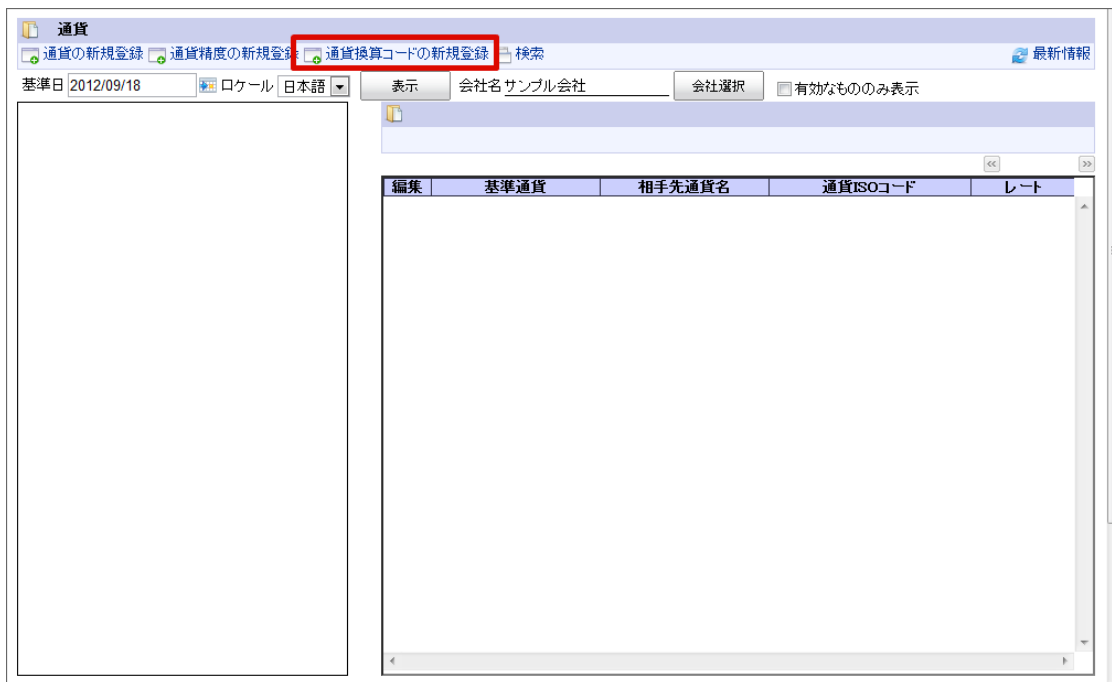 通貨
通貨の新規登録 通貨精度の新規登録 通貨換算コードの新規登録 検索 最新情報
基準日 2012/09/18 ロケール 日本語 表示 会社名 サンプル会社 会社選択 有効なもののみ表示
<< >>
編集 基準通貨 相手先通貨名 通貨ISOコード レート